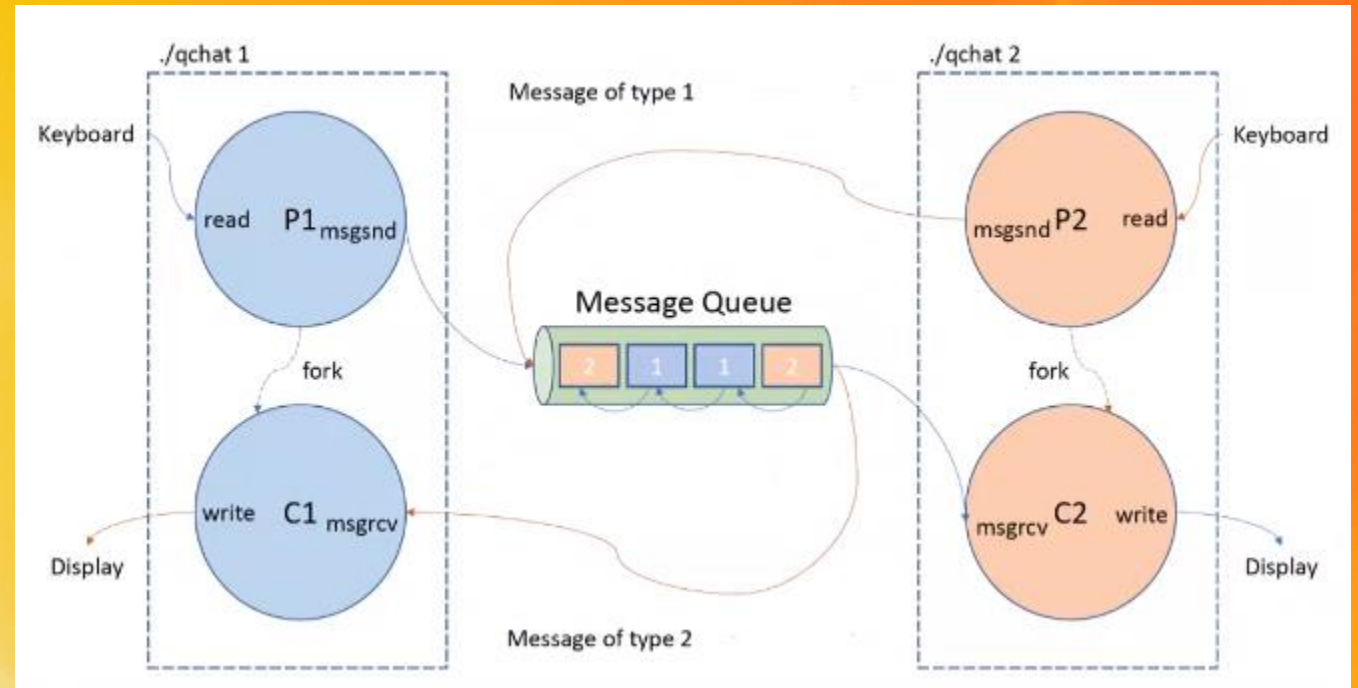 ./qchat 1
./qchat 2
Message of type 1
Keyboard
Keyboard
read P1 msgsnd
msgsnd P2 read
Message Queue
2 1 1 2
fork
fork
write C1 msgrcv
msgrcv C2 write
Display
Display
Message of type 2